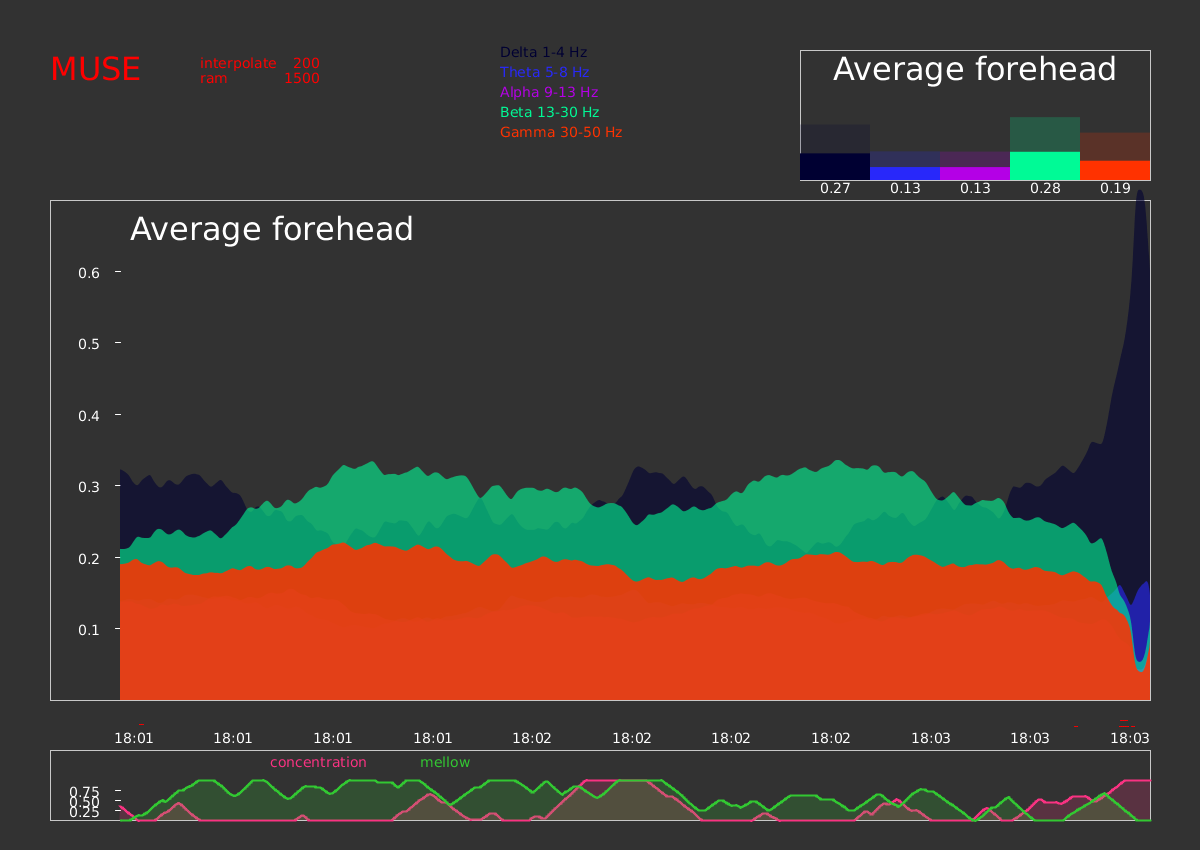 MUSE
interpolate 200
ram 1500
Delta 1-4 Hz
Theta 5-8 Hz
Alpha 9-13 Hz
Beta 13-30 Hz
Gamma 30-50 Hz
Average forehead
0.27 0.13 0.13 0.28 0.19
Average forehead
0.6
0.5
0.4
0.3
0.2
0.1
18:01 18:01 18:01 18:01 18:02 18:02 18:02 18:02 18:03 18:03 18:03
concentration mellow
0.75
0.50
0.25